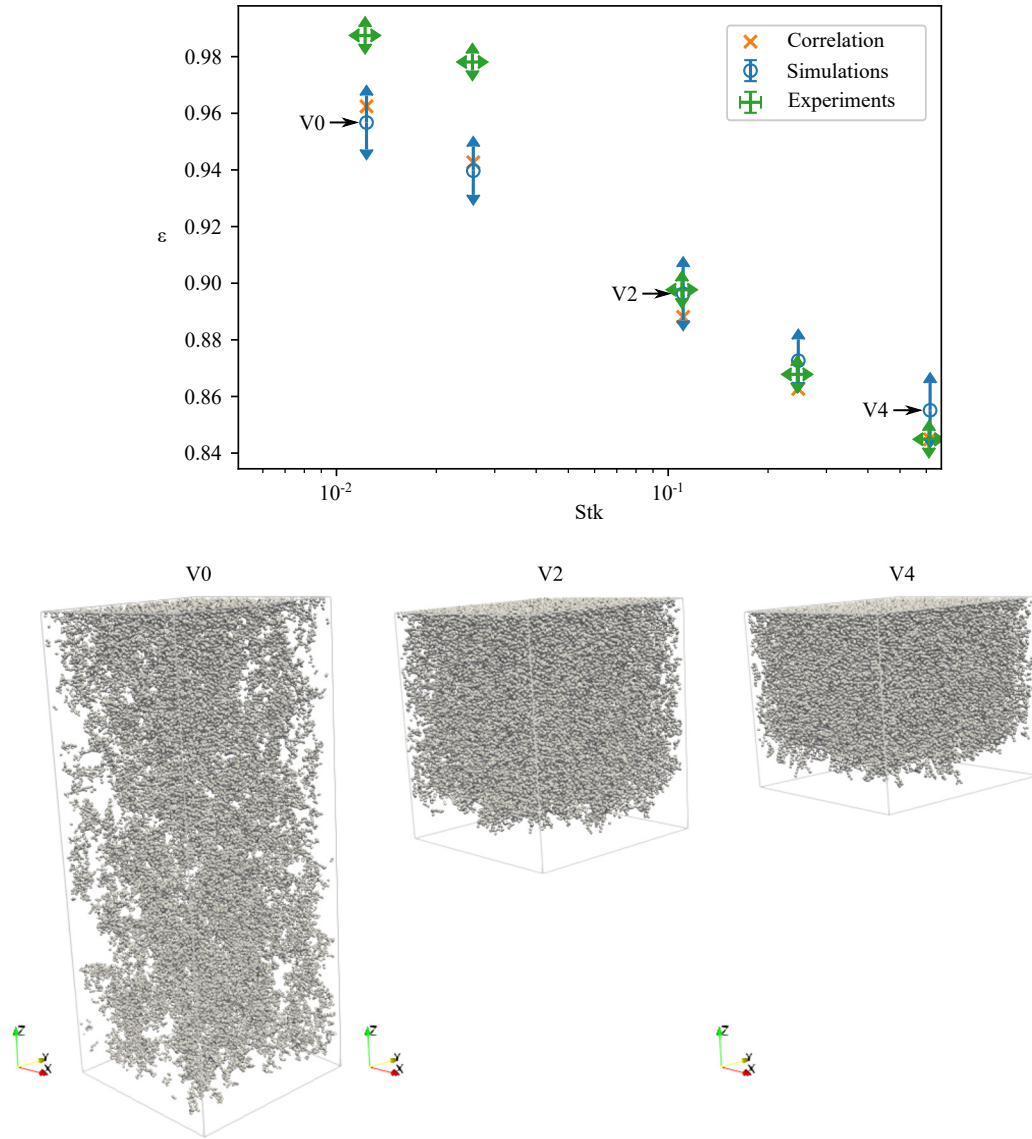 0.98
0.96
0.94
0.92
0.90
0.88
0.86
0.84
ε
Correlation
Simulations
Experiments
V0
V2
V4
10⁻² 10⁻¹
Stk
V0 V2 V4
Z Y X Z Y X Z Y X